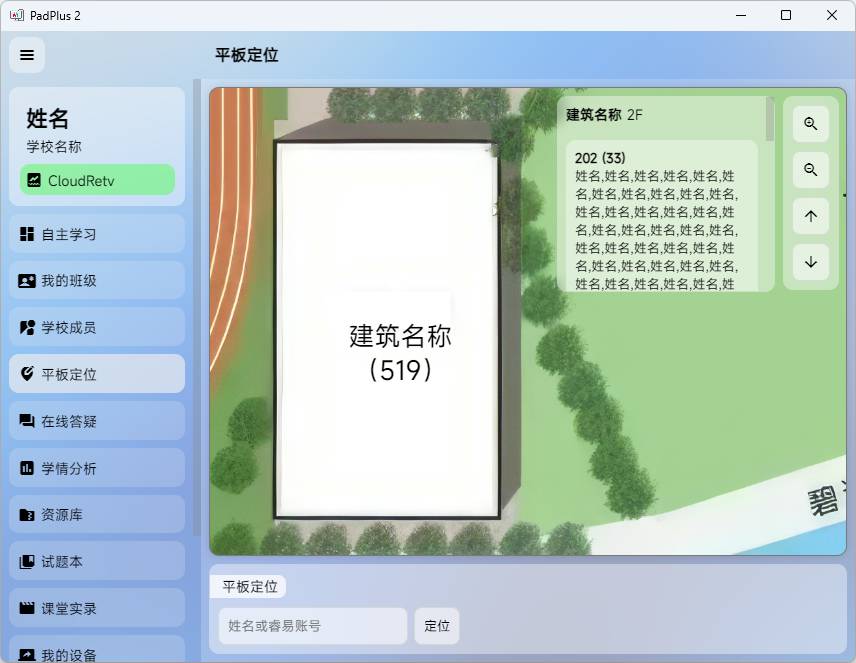 PadPlus 2
平板定位
姓名
学校名称
CloudRetv
自主学习
我的班级
学校成员
平板定位
在线答疑
学情分析
资源库
试题本
课堂实录
我的设备
建筑名称
(519)
建筑名称 2F
202 (33)
姓名,姓名,姓名,姓名,姓名,姓
名,姓名,姓名,姓名,姓名,姓名,
姓名,姓名,姓名,姓名,姓名,姓
名,姓名,姓名,姓名,姓名,姓名,
姓名,姓名,姓名,姓名,姓名,姓
名,姓名,姓名,姓名,姓名,姓名,
姓名,姓名,姓名,姓名,姓名,姓
碧
平板定位
姓名或睿易账号
定位